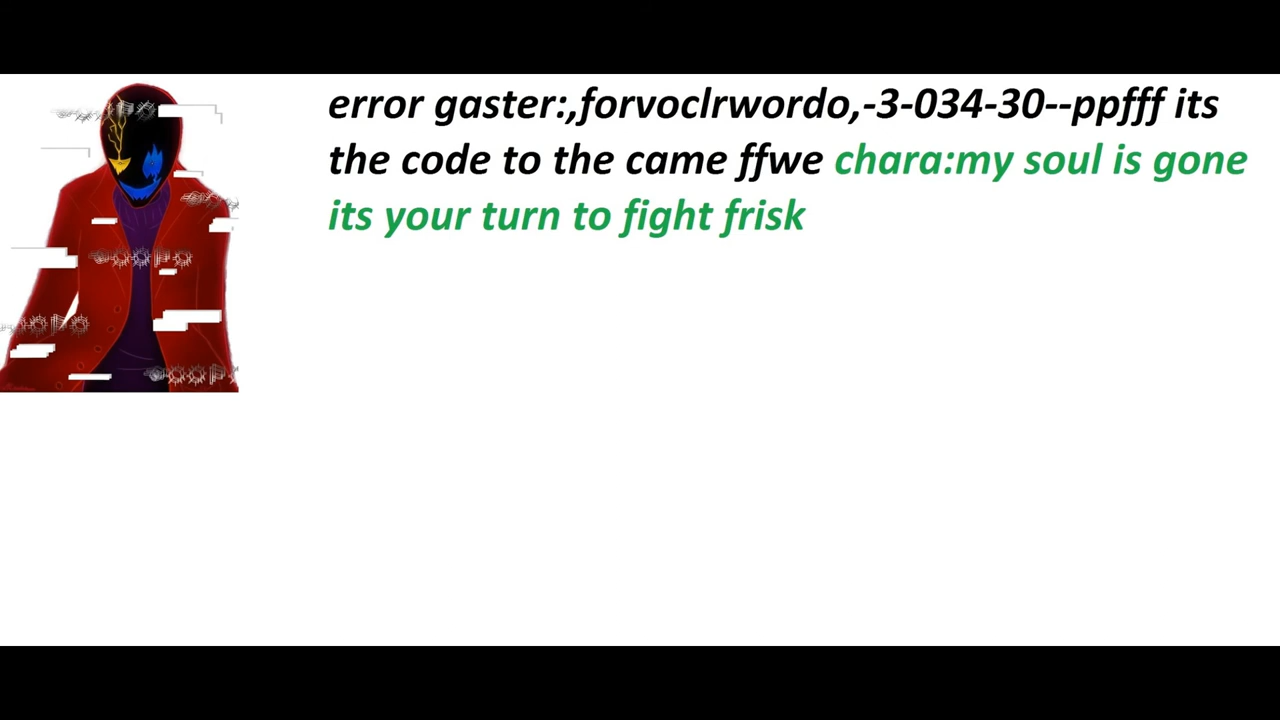 error gaster:,forvoclrwordo,-3-034-30--ppfff its
the code to the came ffwe chara:my soul is gone
its your turn to fight frisk